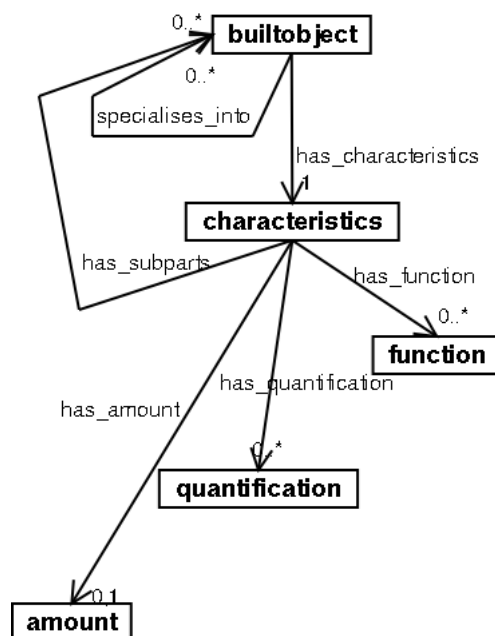 0..*
builtobject
0..*
specialises_into
has_characteristics
1
characteristics
has_subparts
has_function
0..*
function
has_quantification
has_amount
0..*
quantification
0,1
amount